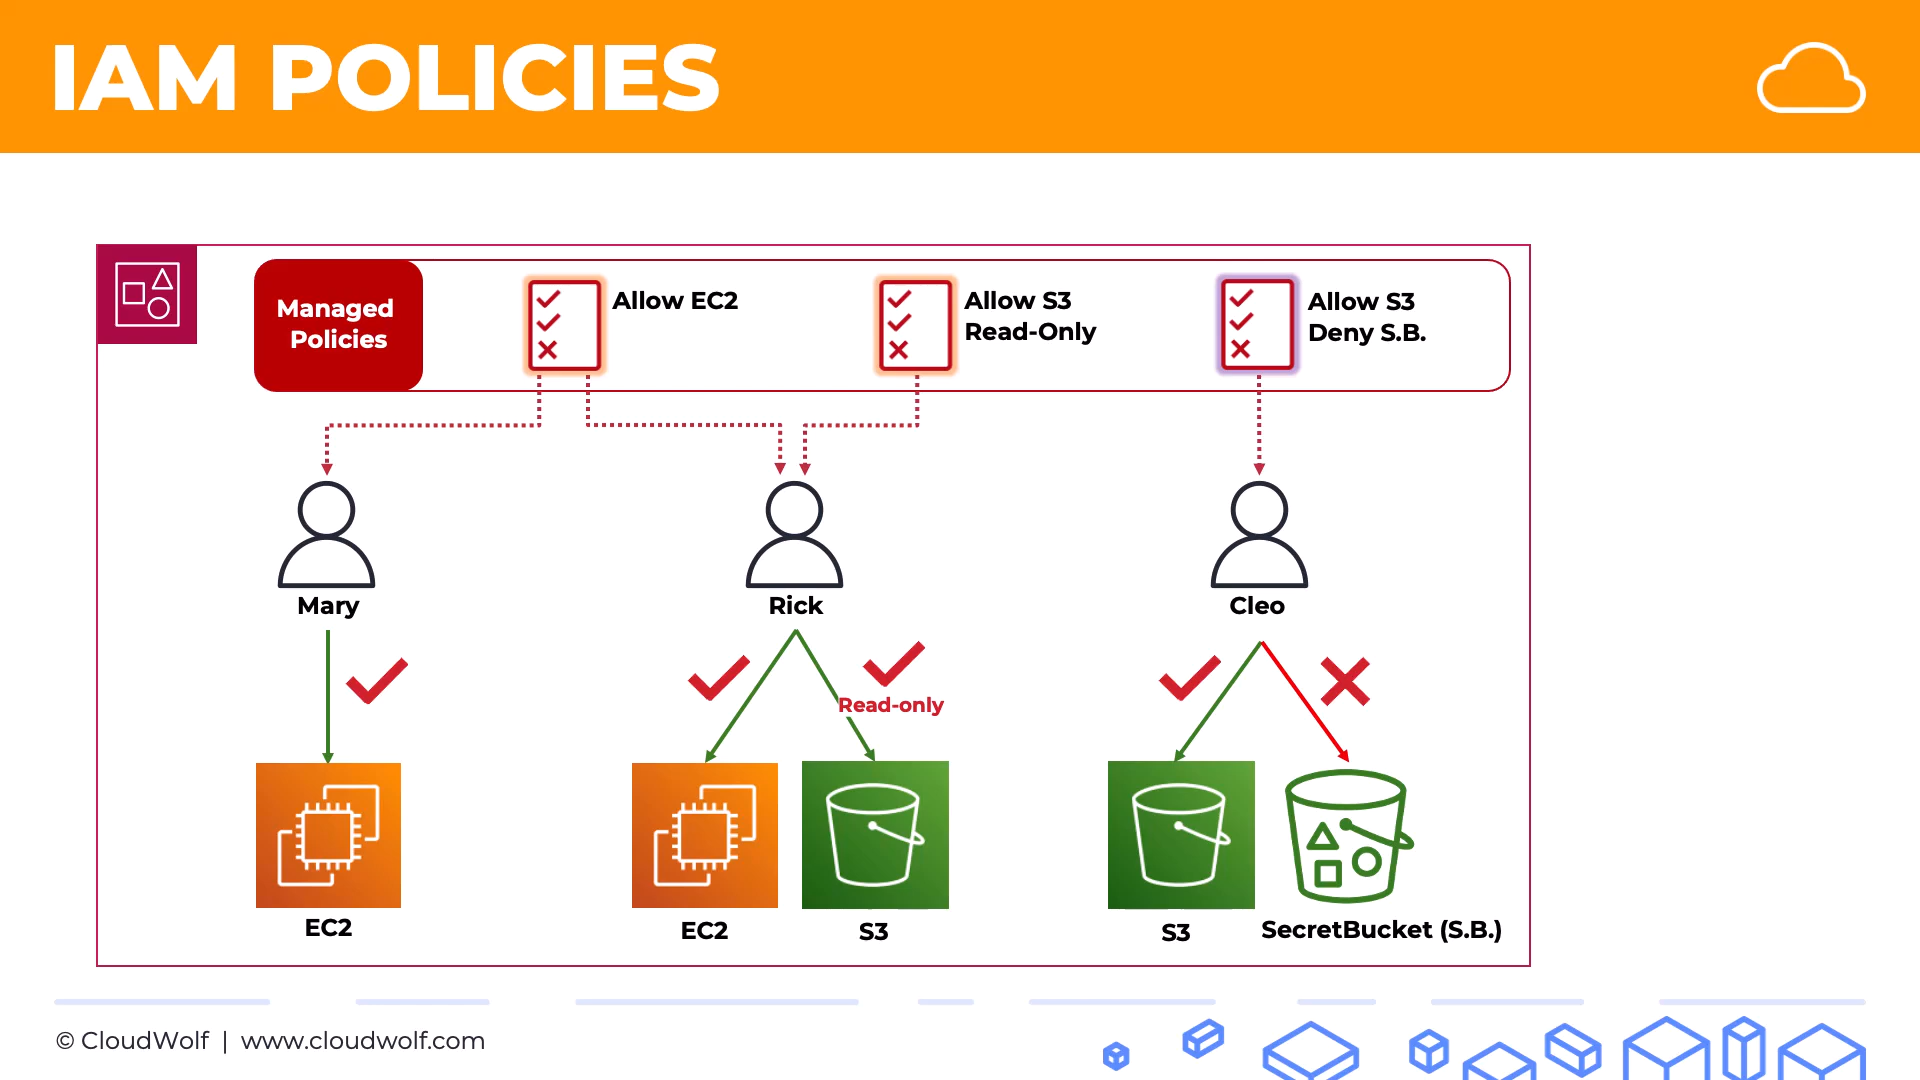 IAM POLICIES
Managed
Policies
Allow EC2
Allow S3
Read-Only
Allow S3
Deny S.B.
Mary
Rick
Cleo
Read-only
EC2
EC2
S3
S3
SecretBucket (S.B.)
© CloudWolf | www.cloudwolf.com